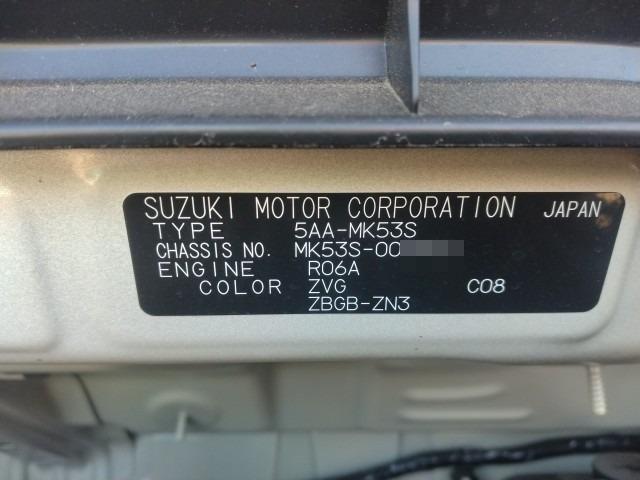 SUZUKI MOTOR CORPORATION JAPAN
TYPE 5AA-MK53S
CHASSIS NO. MK53S-00
ENGINE R06A
COLOR ZVG C08
ZBGB-ZN3